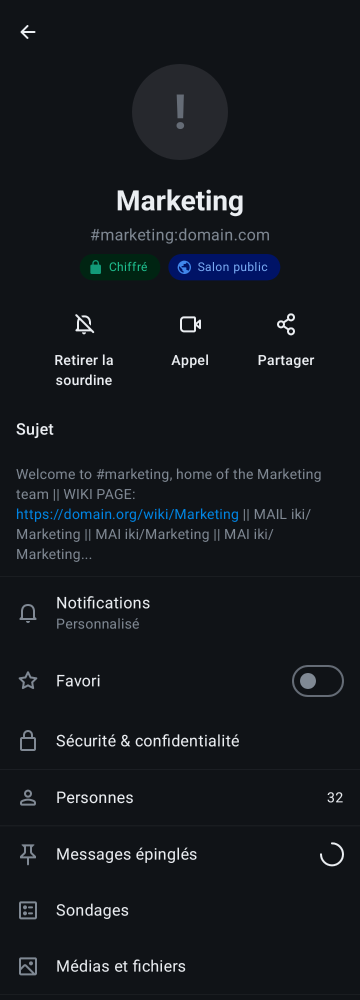 !
Marketing
#marketing:domain.com
Chiffré
Salon public
Retirer la
sourdine
Appel
Partager
Sujet
Welcome to #marketing, home of the Marketing
team || WIKI PAGE:
https://domain.org/wiki/Marketing || MAIL iki/
Marketing || MAI iki/Marketing || MAI iki/
Marketing...
Notifications
Personnalisé
Favori
Sécurité & confidentialité
Personnes 32
Messages épinglés
Sondages
Médias et fichiers